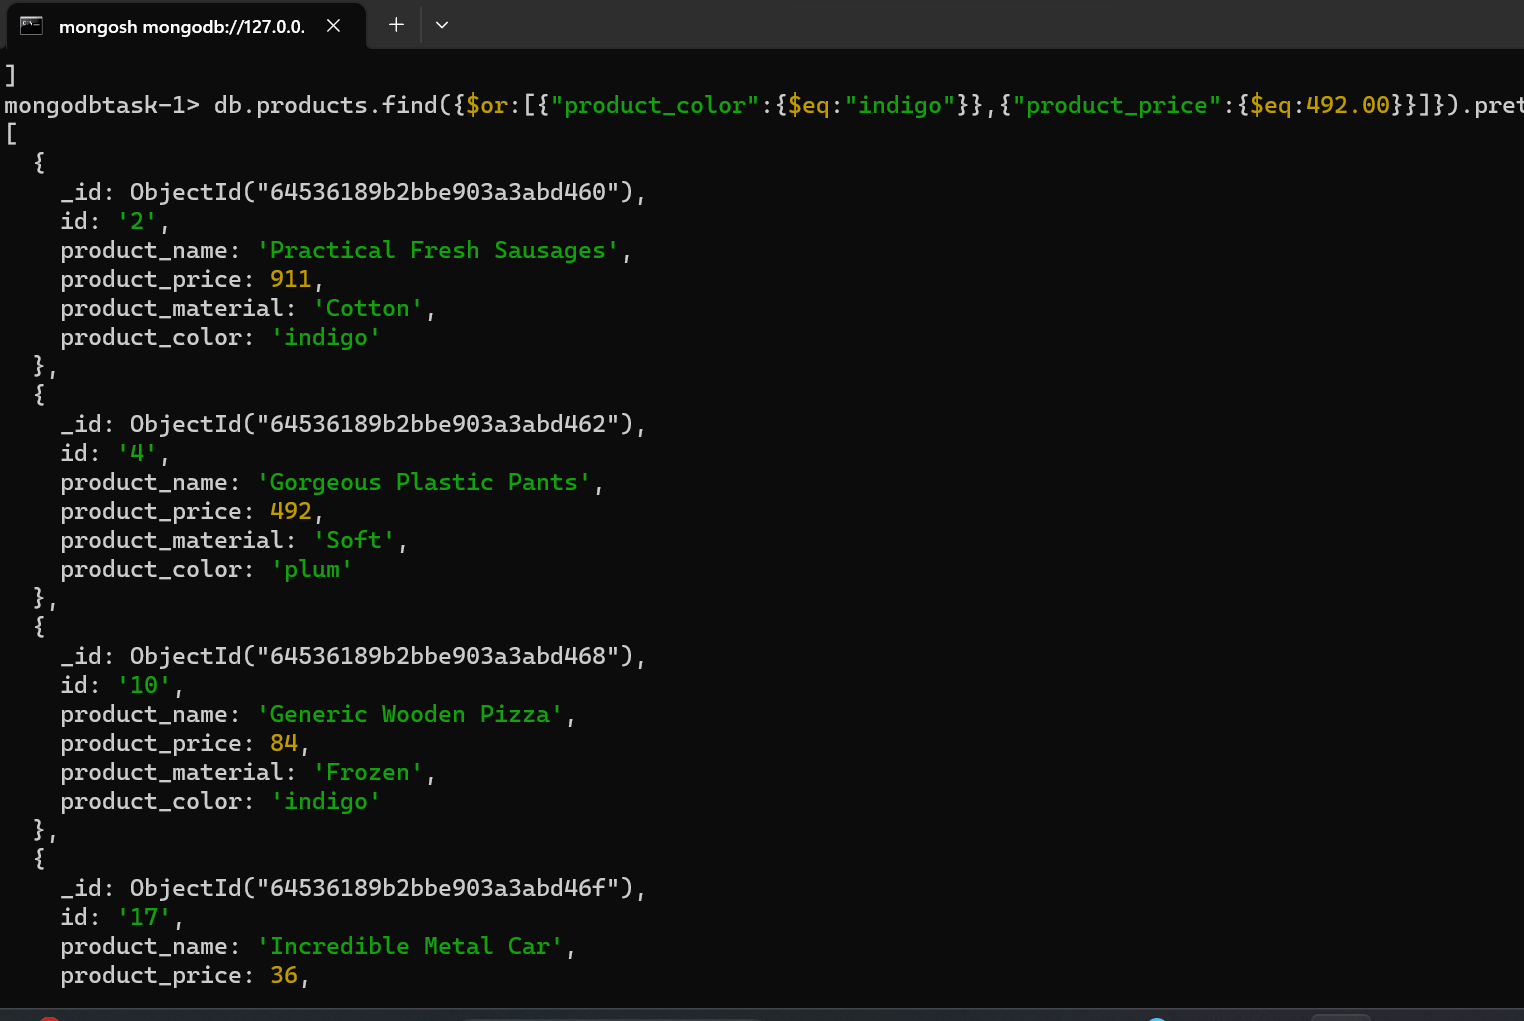 mongosh mongodb://127.0.0.
]
mongodbtask-1> db.products.find({$or:[{"product_color":{$eq:"indigo"}},{"product_price":{$eq:492.00}}]}).pret
[
  {
    _id: ObjectId("64536189b2bbe903a3abd460"),
    id: '2',
    product_name: 'Practical Fresh Sausages',
    product_price: 911,
    product_material: 'Cotton',
    product_color: 'indigo'
  },
  {
    _id: ObjectId("64536189b2bbe903a3abd462"),
    id: '4',
    product_name: 'Gorgeous Plastic Pants',
    product_price: 492,
    product_material: 'Soft',
    product_color: 'plum'
  },
  {
    _id: ObjectId("64536189b2bbe903a3abd468"),
    id: '10',
    product_name: 'Generic Wooden Pizza',
    product_price: 84,
    product_material: 'Frozen',
    product_color: 'indigo'
  },
  {
    _id: ObjectId("64536189b2bbe903a3abd46f"),
    id: '17',
    product_name: 'Incredible Metal Car',
    product_price: 36,